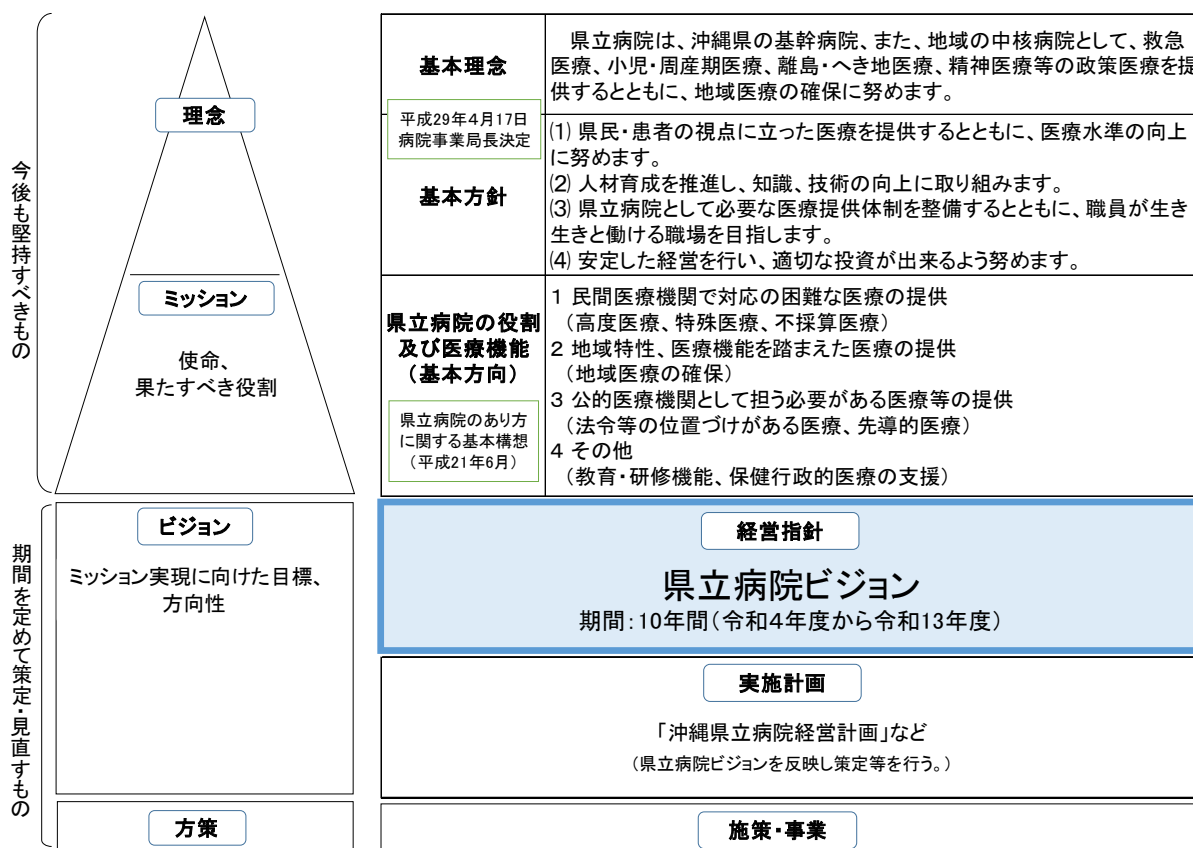 今後も堅持すべきもの
理念
ミッション
使命、
果たすべき役割
基本理念
平成29年4月17日
病院事業局長決定
基本方針
県立病院は、沖縄県の基幹病院、また、地域の中核病院として、救急
医療、小児・周産期医療、離島・へき地医療、精神医療等の政策医療を提
供するとともに、地域医療の確保に努めます。
(1) 県民・患者の視点に立った医療を提供するとともに、医療水準の向上
に努めます。
(2) 人材育成を推進し、知識、技術の向上に取り組みます。
(3) 県立病院として必要な医療提供体制を整備するとともに、職員が生き
生きと働ける職場を目指します。
(4) 安定した経営を行い、適切な投資が出来るよう努めます。
県立病院の役割
及び医療機能
（基本方向）
県立病院のあり方
に関する基本構想
（平成21年6月）
1 民間医療機関で対応の困難な医療の提供
（高度医療、特殊医療、不採算医療）
2 地域特性、医療機能を踏まえた医療の提供
（地域医療の確保）
3 公的医療機関として担う必要がある医療等の提供
（法令等の位置づけがある医療、先導的医療）
4 その他
（教育・研修機能、保健行政的医療の支援）
期間を定めて策定・見直すもの
ビジョン
ミッション実現に向けた目標、
方向性
経営指針
県立病院ビジョン
期間：10年間（令和4年度から令和13年度）
実施計画
「沖縄県立病院経営計画」など
（県立病院ビジョンを反映し策定等を行う。）
方策
施策・事業